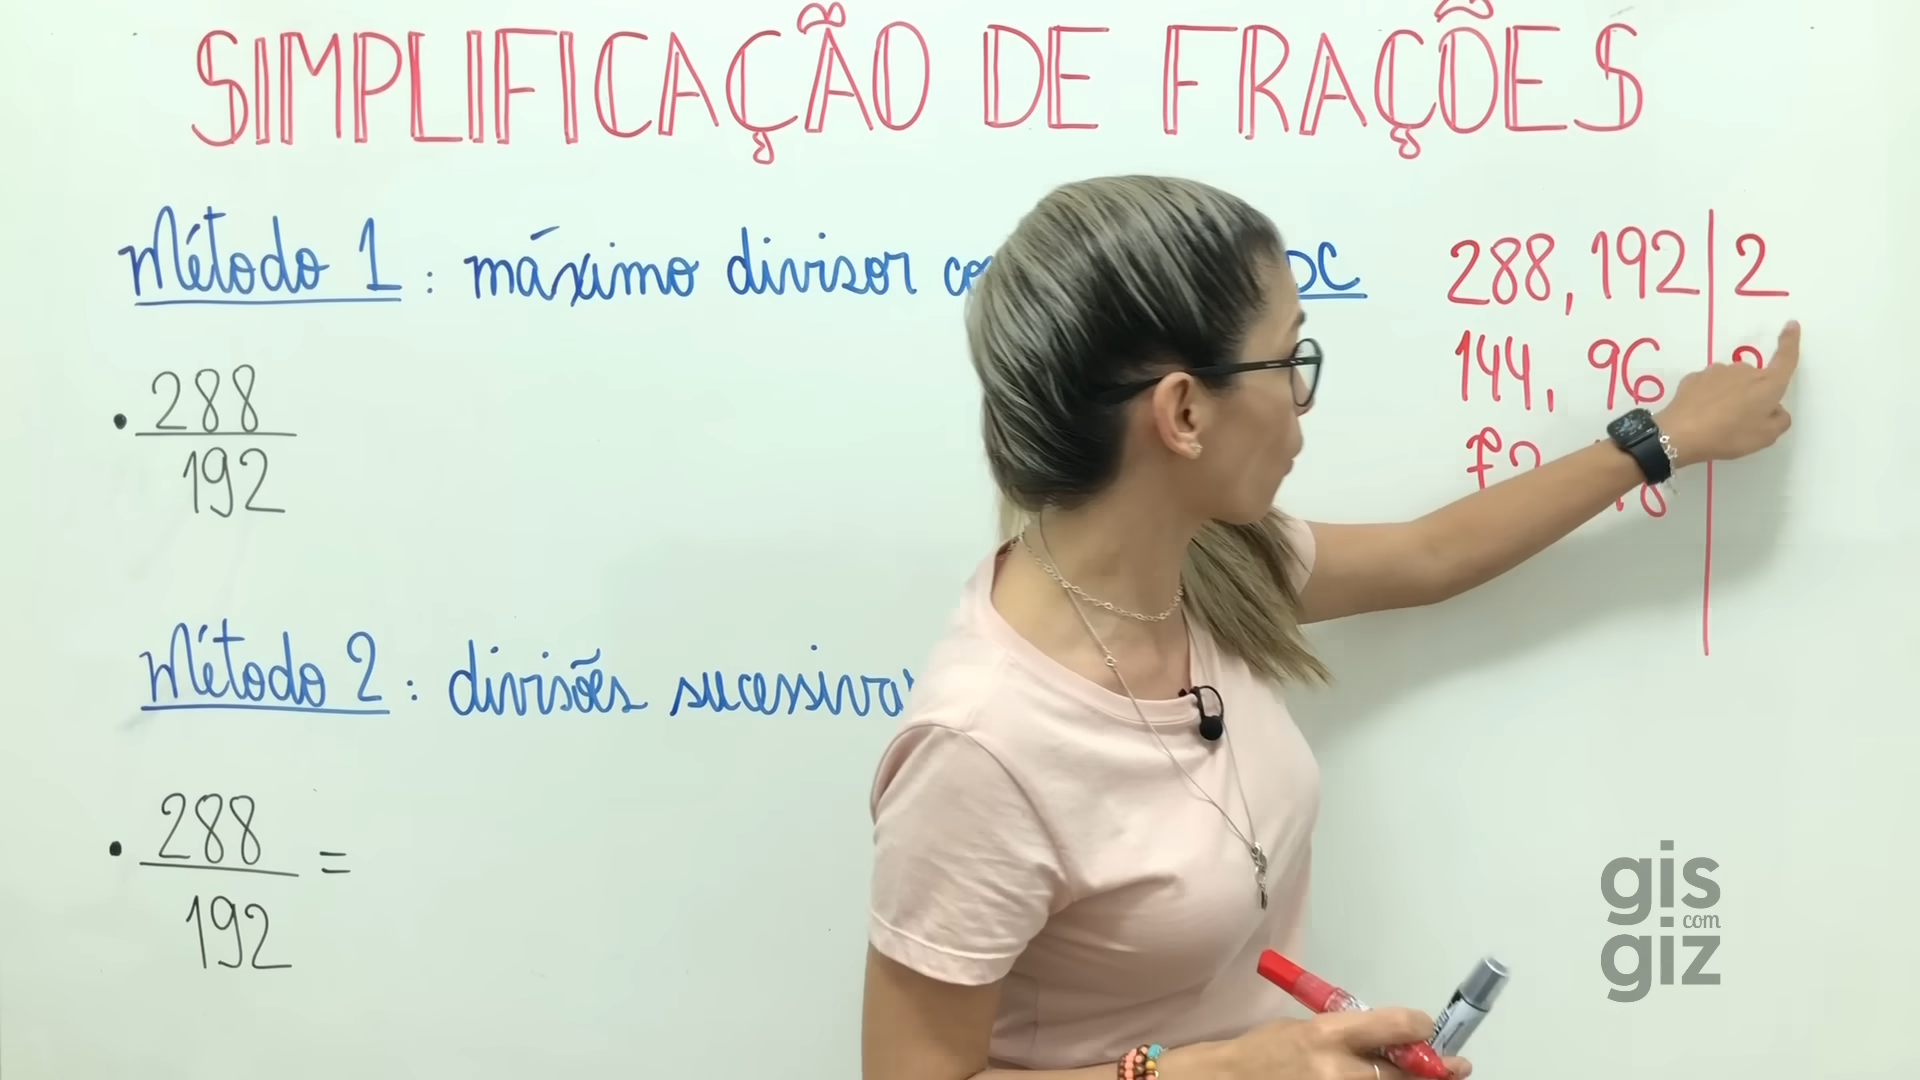 SIMPLIFICAÇÃO DE FRAÇÕES
Método 1: máximo divisor
288
192
Método 2: divisões
288 =
192
288, 192 2
144, 96
gis
com
giz